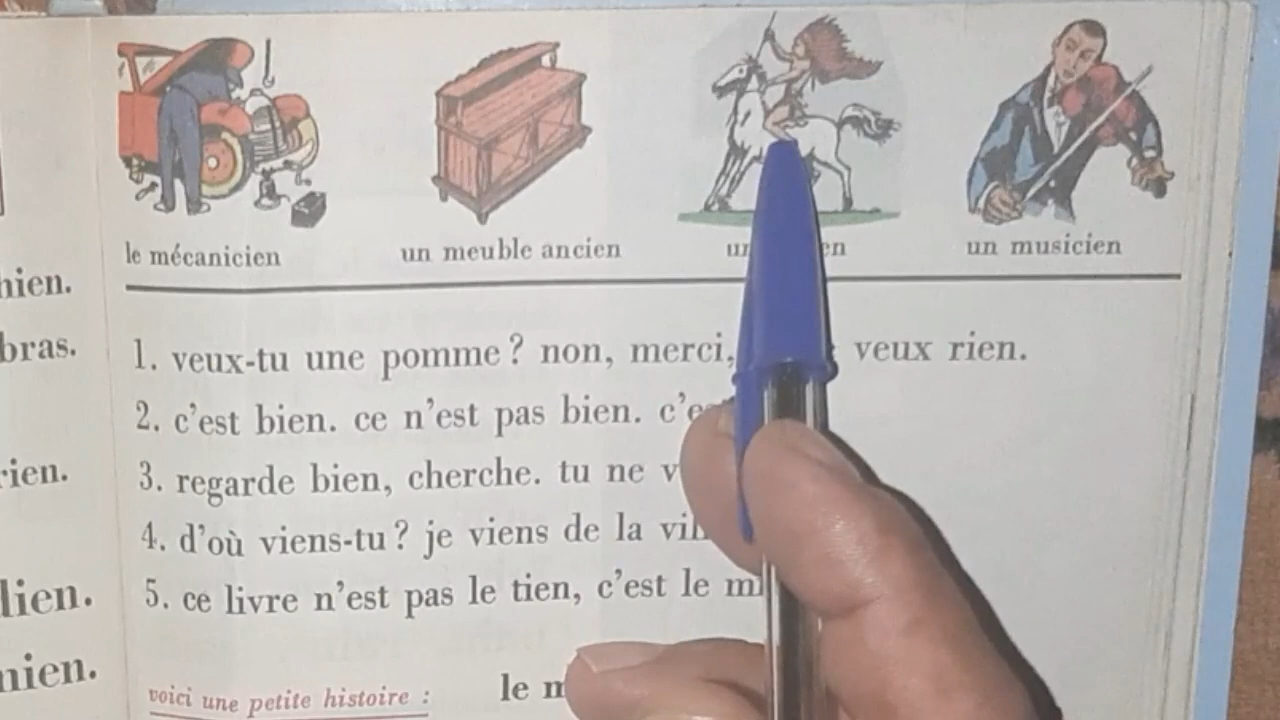 le mécanicien
un meuble ancien
un musicien
hien.
bras.
rien.
lien.
nien.
1. veux-tu une pomme ? non, merci, veux rien.
2. c'est bien. ce n'est pas bien.
3. regarde bien, cherche. tu ne
4. d'où viens-tu ? je viens de la
5. ce livre n'est pas le tien, c'est le
voici une petite histoire :
le